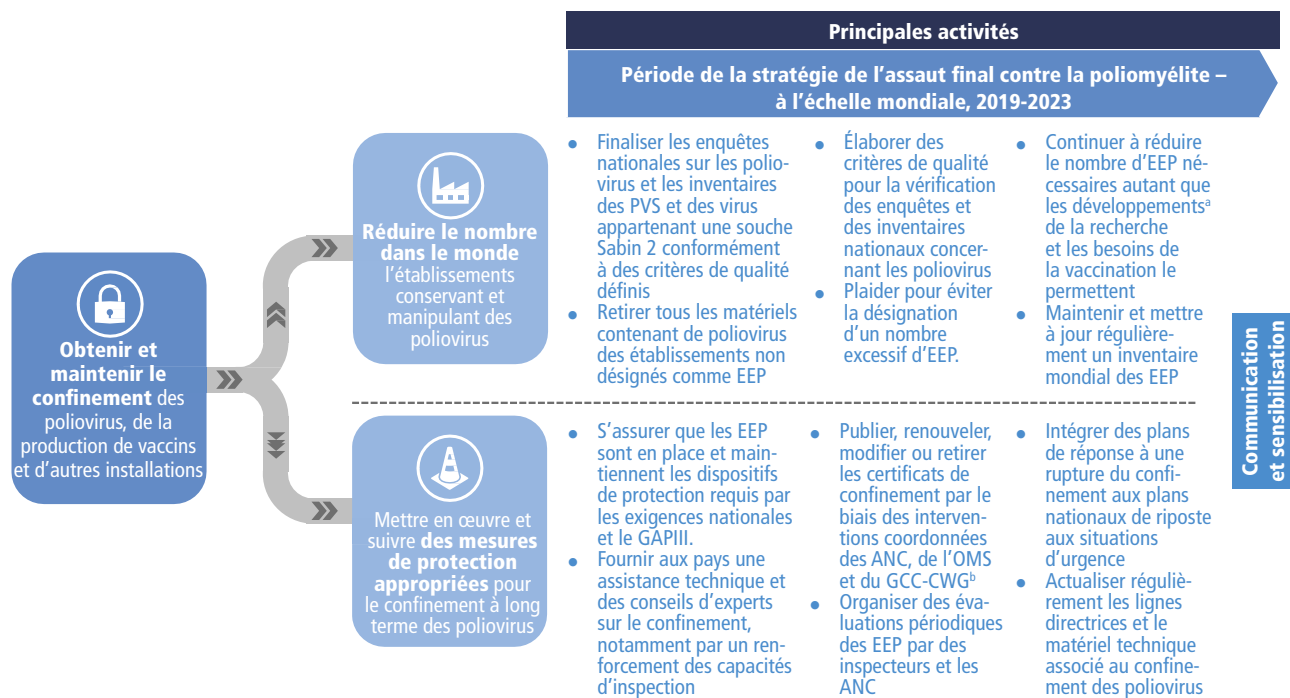 Principales activités
Période de la stratégie de l'assaut final contre la poliomyélite –
à l'échelle mondiale, 2019-2023
Obtenir et
maintenir le
confinement des
poliovirus, de la
production de vaccins
et d'autres installations
Réduire le nombre
dans le monde
l'établissements
conservant et
manipulant des
poliovirus
● Finaliser les enquêtes
nationales sur les polio-
virus et les inventaires
des PVS et des virus
appartenant une souche
Sabin 2 conformément
à des critères de qualité
définis
● Retirer tous les matériels
contenant de poliovirus
des établissements non
désignés comme EEP
● Élaborer des
critères de qualité
pour la vérification
des enquêtes et
des inventaires
nationaux concer-
nant les poliovirus
● Plaider pour éviter
la désignation
d'un nombre
excessif d'EEP.
● Continuer à réduire
le nombre d'EEP né-
cessaires autant que
les développementsᵃ
de la recherche
et les besoins de
la vaccination le
permettent
● Maintenir et mettre
à jour régulière-
ment un inventaire
mondial des EEP
Mettre en œuvre et
suivre des mesures
de protection
appropriées pour
le confinement à long
terme des poliovirus
● S'assurer que les EEP
sont en place et main-
tiennent les dispositifs
de protection requis par
les exigences nationales
et le GAPIII.
● Fournir aux pays une
assistance technique et
des conseils d'experts
sur le confinement,
notamment par un ren-
forcement des capacités
d'inspection
● Publier, renouveler,
modifier ou retirer
les certificats de
confinement par le
biais des interven-
tions coordonnées
des ANC, de l'OMS
et du GCC-CWGᵇ
● Organiser des éva-
luations périodiques
des EEP par des
inspecteurs et les
ANC
● Intégrer des plans
de réponse à une
rupture du confi-
nement aux plans
nationaux de riposte
aux situations
d'urgence
● Actualiser réguliè-
rement les lignes
directrices et le
matériel technique
associé au confine-
ment des poliovirus
Communication
et sensibilisation